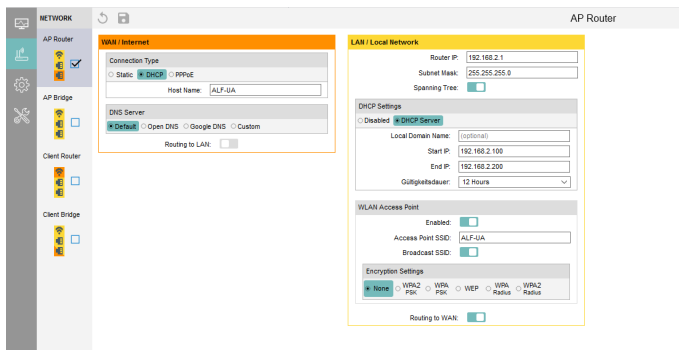 NETWORK
AP Router
AP Router
AP Bridge
Client Router
Client Bridge
WAN / Internet
Connection Type
Static DHCP PPPoE
Host Name: ALF-UA
DNS Server
Default Open DNS Google DNS Custom
Routing to LAN:
LAN / Local Network
Router IP: 192.168.2.1
Subnet Mask: 255.255.255.0
Spanning Tree:
DHCP Settings
Disabled DHCP Server
Local Domain Name: (optional)
Start IP: 192.168.2.100
End IP: 192.168.2.200
Gültigkeitsdauer: 12 Hours
WLAN Access Point
Enabled:
Access Point SSID: ALF-UA
Broadcast SSID:
Encryption Settings
None WPA2 PSK WPA PSK WEP WPA Radius WPA2 Radius
Routing to WAN: